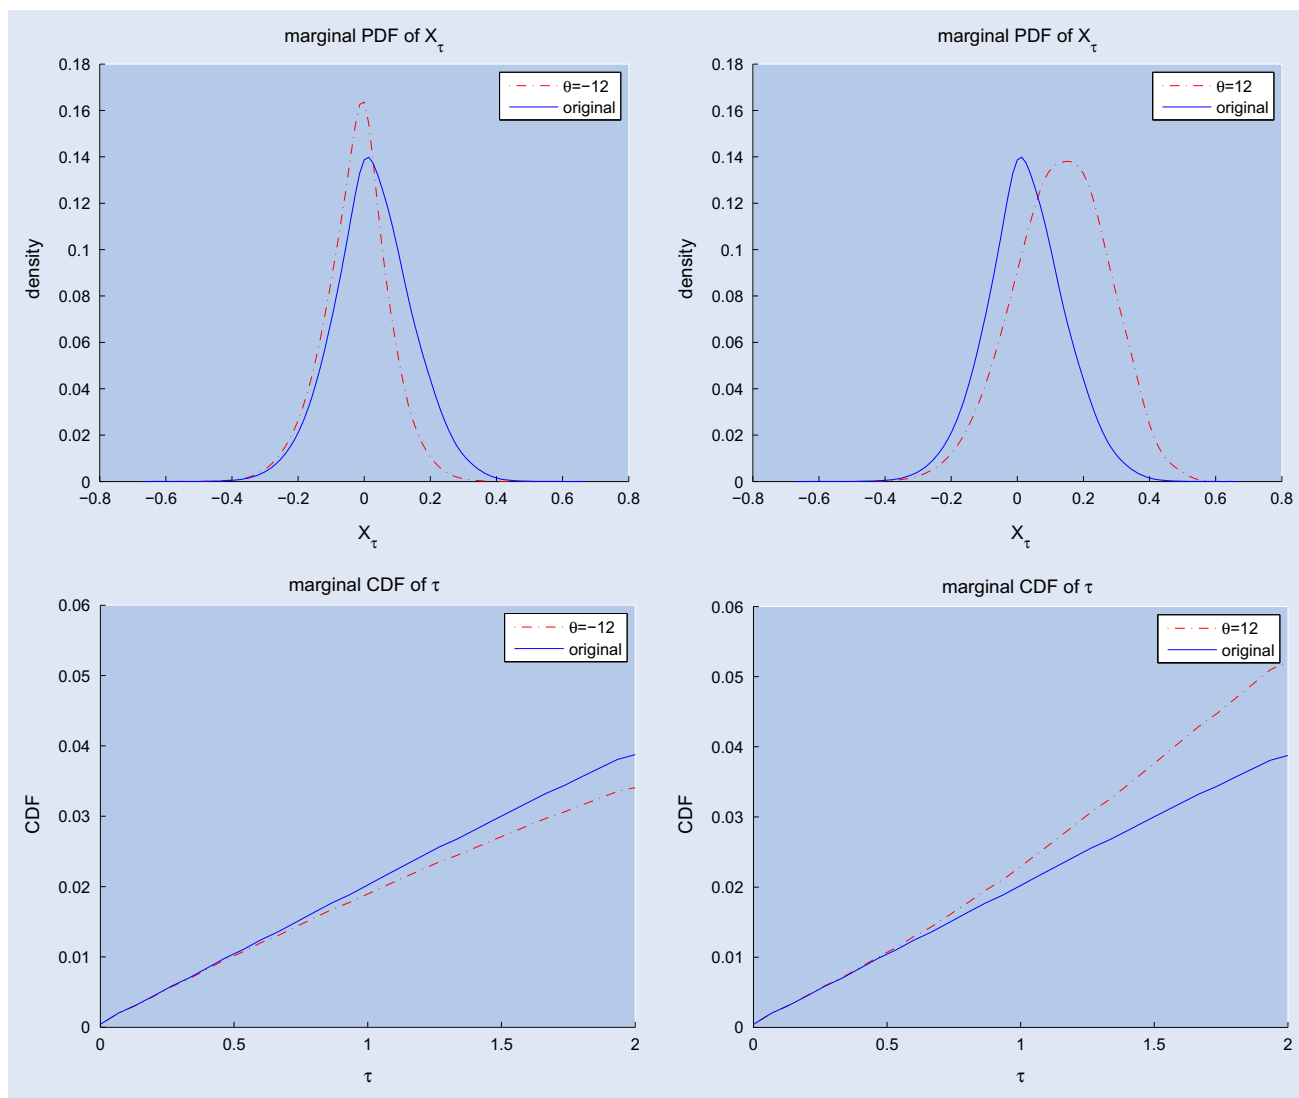 marginal PDF of Xτ
0.18
0.16
0.14
0.12
0.1
0.08
0.06
0.04
0.02
0
density
θ=−12
original
−0.8 −0.6 −0.4 −0.2 0 0.2 0.4 0.6 0.8
Xτ
marginal PDF of Xτ
0.18
0.16
0.14
0.12
0.1
0.08
0.06
0.04
0.02
0
density
θ=12
original
−0.8 −0.6 −0.4 −0.2 0 0.2 0.4 0.6 0.8
Xτ
marginal CDF of τ
0.06
0.05
0.04
0.03
0.02
0.01
0
CDF
θ=−12
original
0 0.5 1 1.5 2
τ
marginal CDF of τ
0.06
0.05
0.04
0.03
0.02
0.01
0
CDF
θ=12
original
0 0.5 1 1.5 2
τ